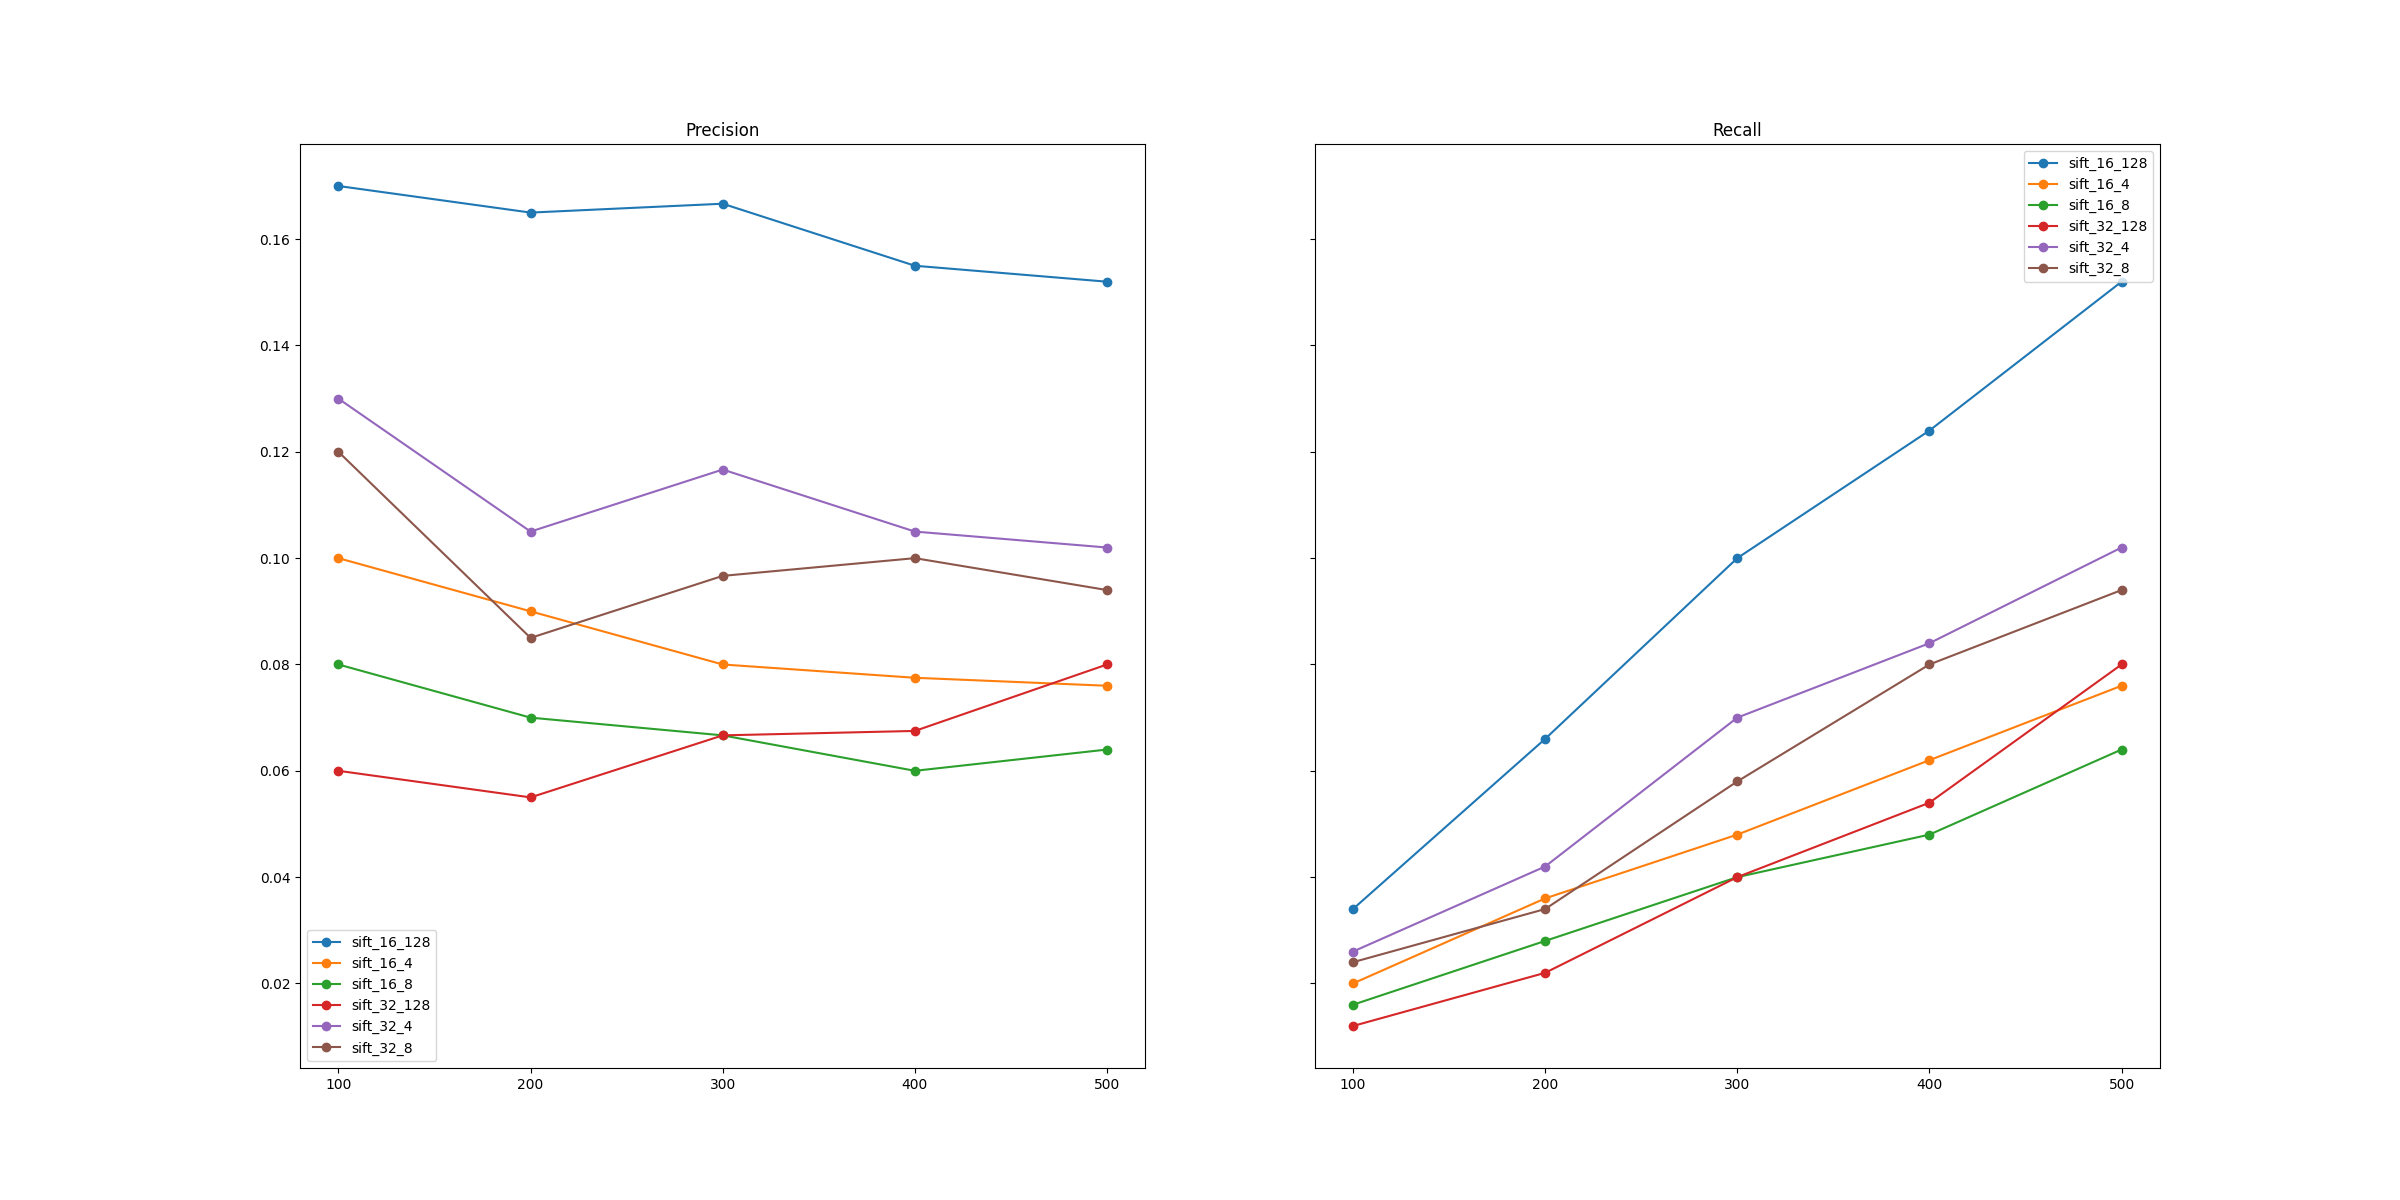 Precision
0.16
0.14
0.12
0.10
0.08
0.06
0.04
0.02
sift_16_128
sift_16_4
sift_16_8
sift_32_128
sift_32_4
sift_32_8
100 200 300 400 500
Recall
sift_16_128
sift_16_4
sift_16_8
sift_32_128
sift_32_4
sift_32_8
100 200 300 400 500